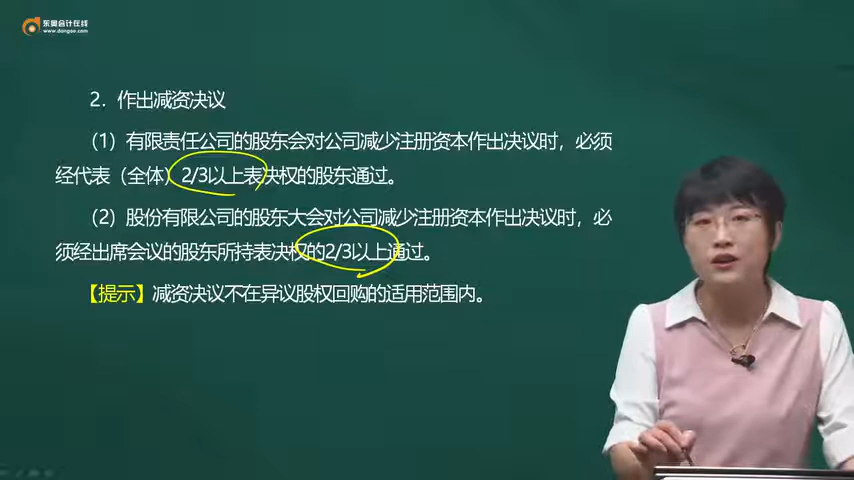 东奥会计在线
www.dongao.com
2．作出减资决议
（1）有限责任公司的股东会对公司减少注册资本作出决议时，必须
经代表（全体）2/3以上表决权的股东通过。
（2）股份有限公司的股东大会对公司减少注册资本作出决议时，必
须经出席会议的股东所持表决权的2/3以上通过。
【提示】减资决议不在异议股权回购的适用范围内。